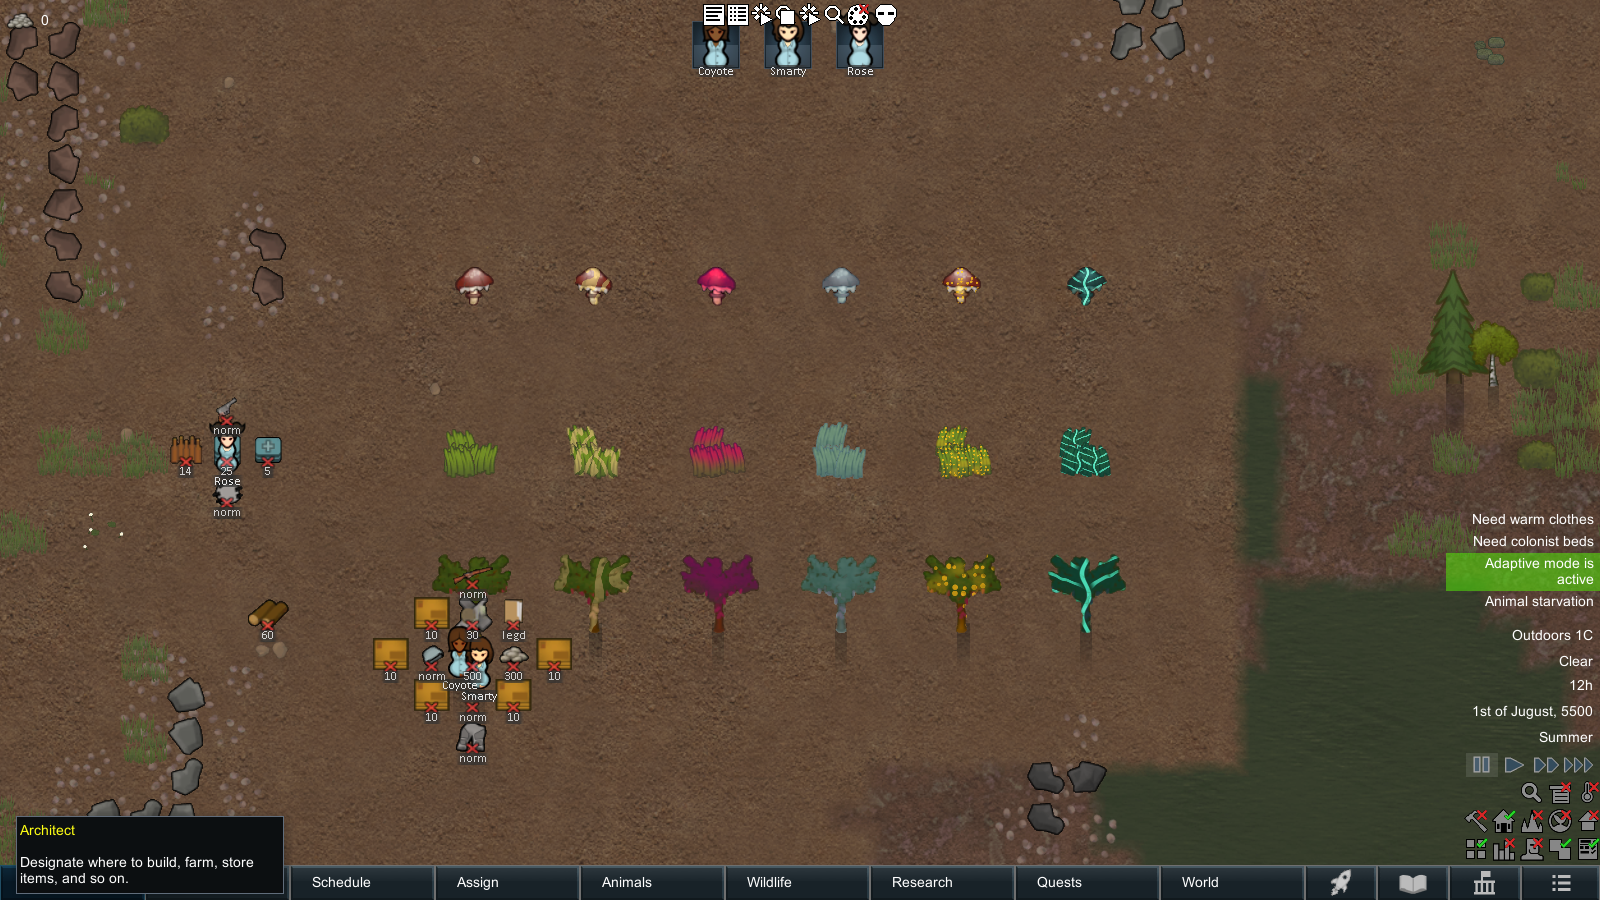 0
Coyote
Smarty
Rose
norm
14
25
5
Rose
norm
60
norm
10
30
legd
10
norm
500
300
10
Coyote
Smarty
10
norm
10
norm
Need warm clothes
Need colonist beds
Adaptive mode is
active
Animal starvation
Outdoors 1C
Clear
12h
1st of Jugust, 5500
Summer
Architect
Designate where to build, farm, store
items, and so on.
Schedule
Assign
Animals
Wildlife
Research
Quests
World